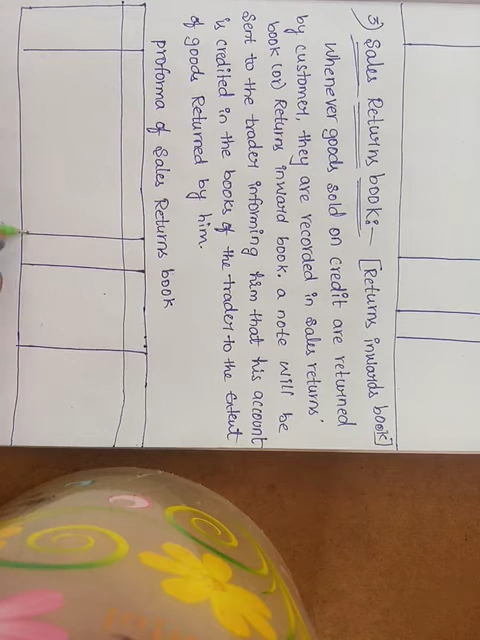 3) Sales Returns book:- [Returns inwards book]
Whenever goods sold on credit are returned
by customer, they are recorded in sales returns
book (or) Returns inward book. a note will be
sent to the trader informing him that his account
is credited in the books of the trader to the extent
of goods Returned by him.
proforma of Sales Returns book